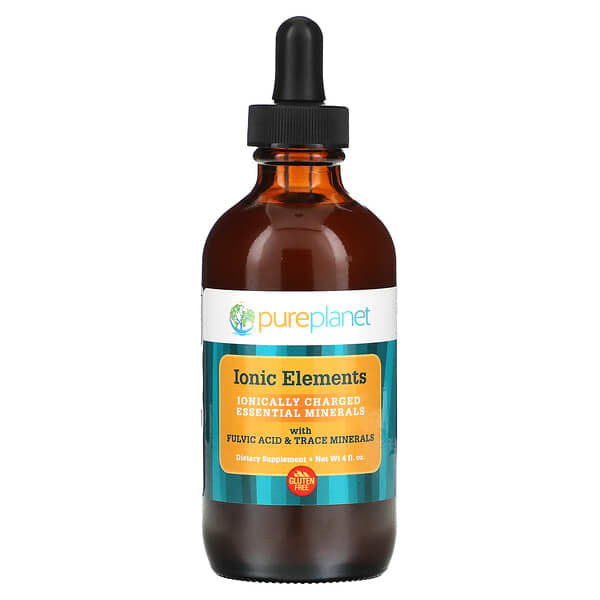 pureplanet
Ionic Elements
IONICALLY CHARGED
ESSENTIAL MINERALS
with
FULVIC ACID & TRACE MINERALS
Dietary Supplement • Net Wt 4 fl. oz.
GLUTEN
FREE